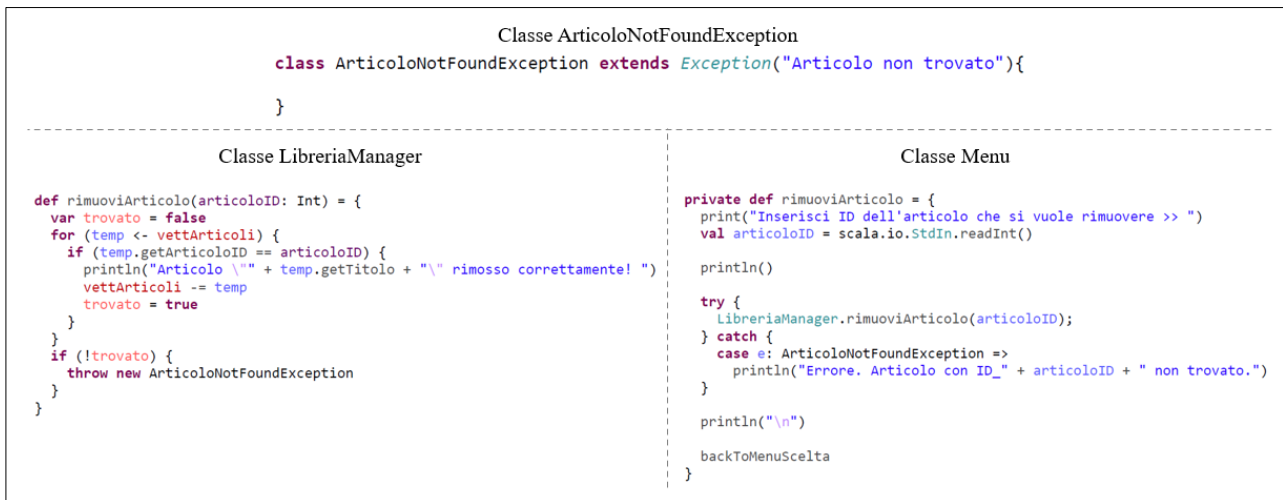 Classe ArticoloNotFoundException
class ArticoloNotFoundException extends Exception("Articolo non trovato"){
}
Classe LibreriaManager
def rimuoviArticolo(articoloID: Int) = {
var trovato = false
for (temp <- vettArticoli) {
if (temp.getArticoloID == articoloID) {
println("Articolo \"" + temp.getTitolo + "\" rimosso correttamente! ")
vettArticoli -= temp
trovato = true
}
}
if (!trovato) {
throw new ArticoloNotFoundException
}
}
Classe Menu
private def rimuoviArticolo = {
print("Inserisci ID dell'articolo che si vuole rimuovere >> ")
val articoloID = scala.io.StdIn.readInt()
println()
try {
LibreriaManager.rimuoviArticolo(articoloID);
} catch {
case e: ArticoloNotFoundException =>
println("Errore. Articolo con ID_" + articoloID + " non trovato.")
}
println("\n")
backToMenuScelta
}